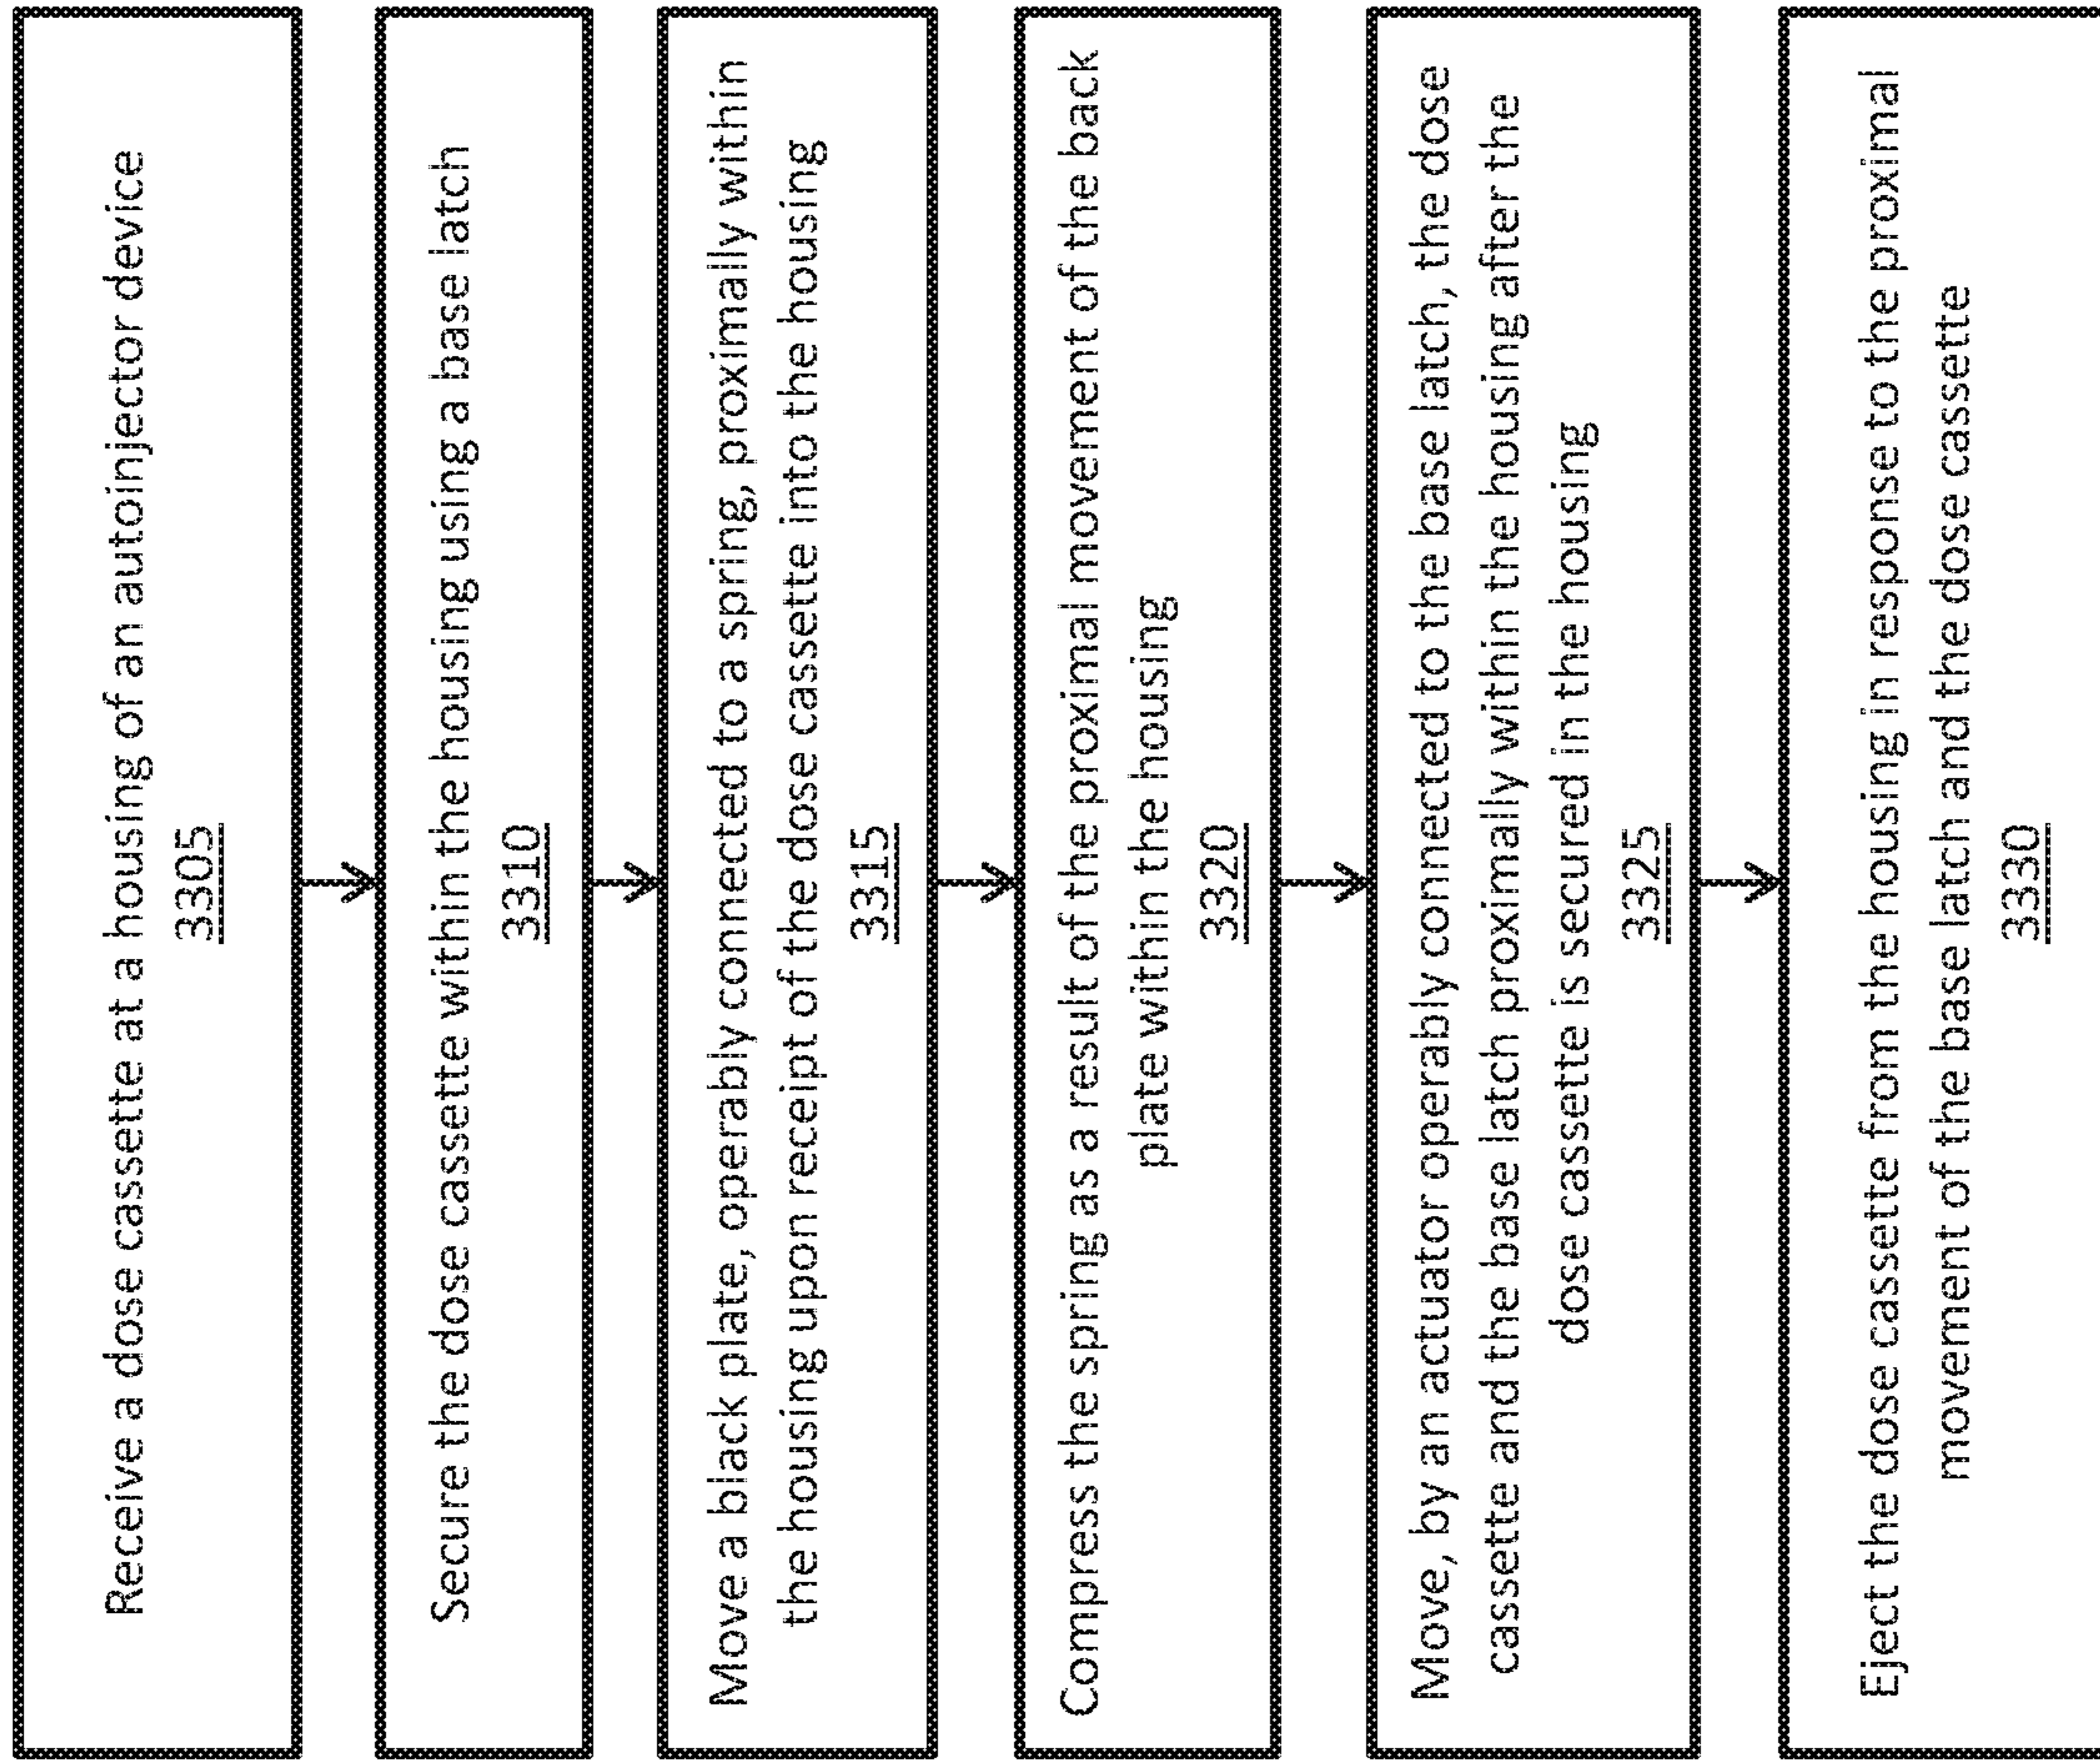 Receive a dose cassette at a housing of an autoinjector device
3305
Secure the dose cassette within the housing using a base latch
3310
Move a black plate, operably connected to a spring, proximally within
the housing upon receipt of the dose cassette into the housing
3315
Compress the spring as a result of the proximal movement of the back
plate within the housing
3320
Move, by an actuator operably connected to the base latch, the dose
cassette and the base latch proximally within the housing after the
dose cassette is secured in the housing
3325
Eject the dose cassette from the housing in response to the proximal
movement of the base latch and the dose cassette
3330